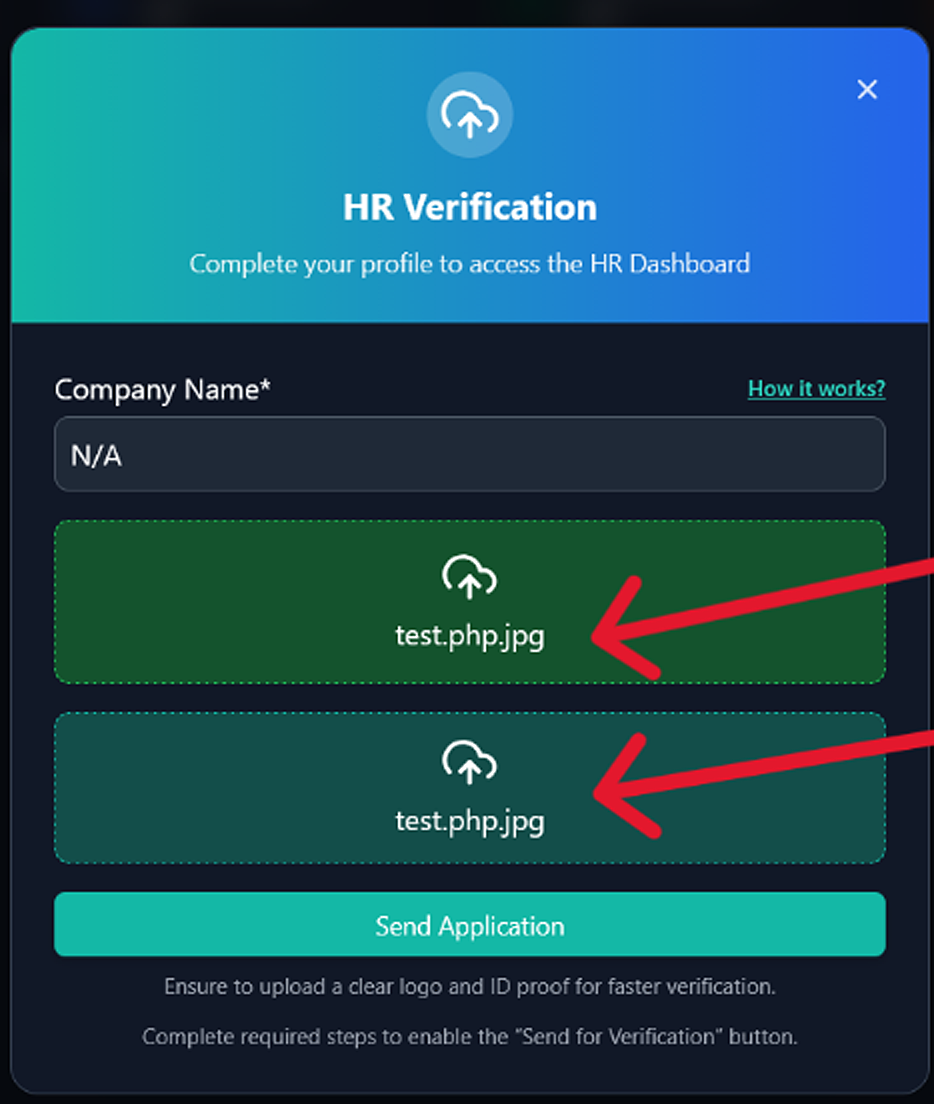 HR Verification
Complete your profile to access the HR Dashboard
Company Name*
How it works?
N/A
test.php.jpg
test.php.jpg
Send Application
Ensure to upload a clear logo and ID proof for faster verification.
Complete required steps to enable the "Send for Verification" button.